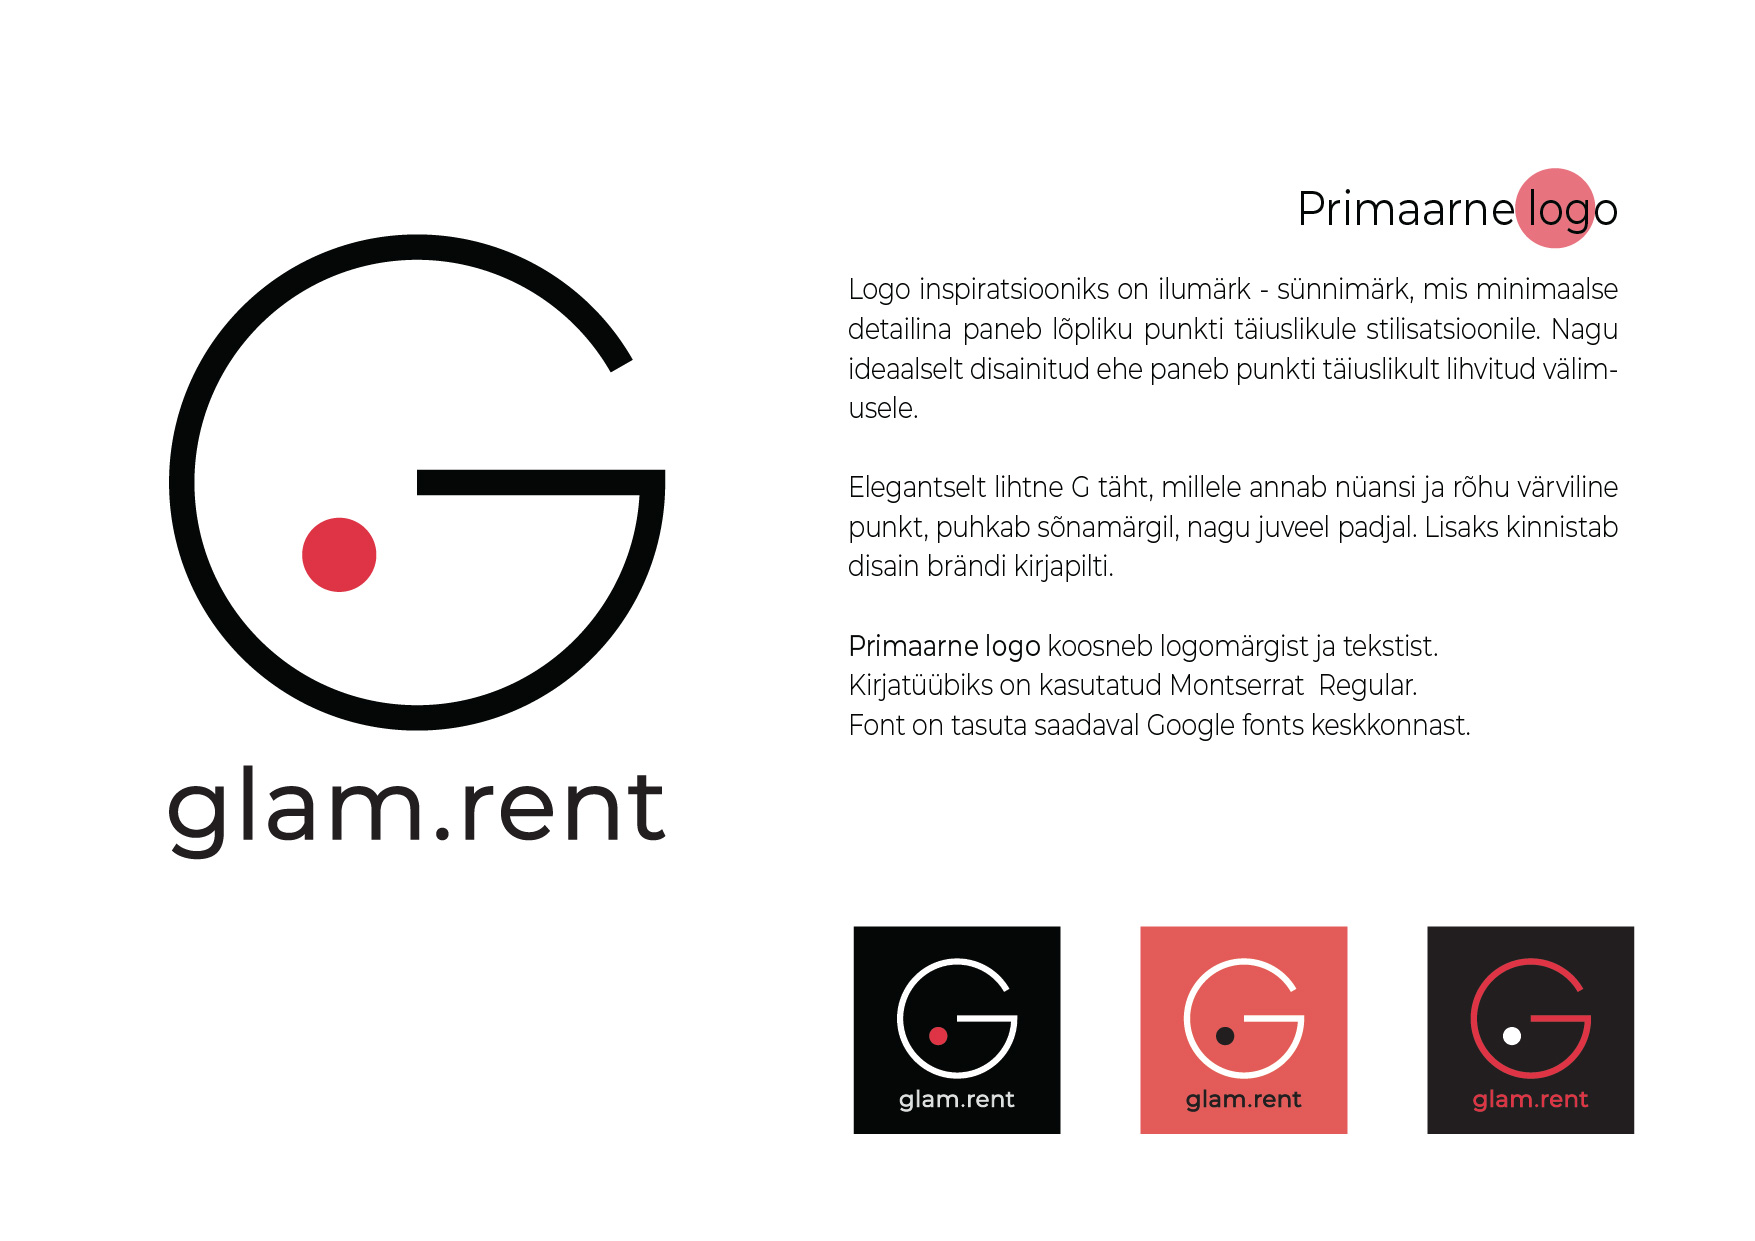 Primaarne logo
Logo inspiratsiooniks on ilumärk - sünnimärk, mis minimaalse
detailina paneb lõpliku punkti täiuslikule stilisatsioonile. Nagu
ideaalselt disainitud ehe paneb punkti täiuslikult lihvitud välim-
usele.
Elegantselt lihtne G täht, millele annab nüansi ja rõhu värviline
punkt, puhkab sõnamärgil, nagu juveel padjal. Lisaks kinnistab
disain brändi kirjapilti.
Primaarne logo koosneb logomärgist ja tekstist.
Kirjatüübiks on kasutatud Montserrat  Regular.
Font on tasuta saadaval Google fonts keskkonnast.
G
glam.rent
G
glam.rent
G
glam.rent
G
glam.rent